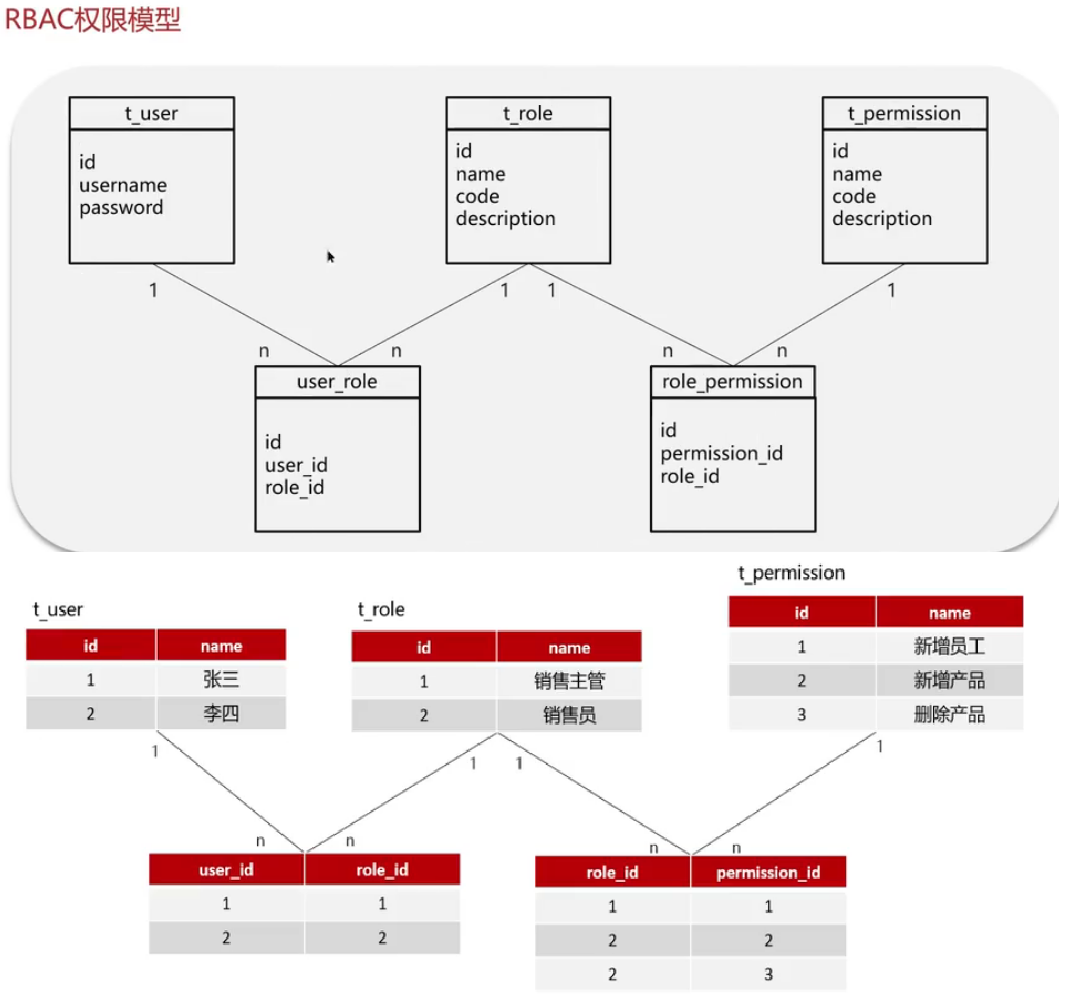 RBAC权限模型
t_user
id
username
password
t_role
id
name
code
description
t_permission
id
name
code
description
1
1
1
1
n
n
n
n
user_role
id
user_id
role_id
role_permission
id
permission_id
role_id
t_user
id name
1 张三
2 李四
t_role
id name
1 销售主管
2 销售员
t_permission
id name
1 新增员工
2 新增产品
3 删除产品
1
1
1
1
n
n
n
n
user_id role_id
1 1
2 2
role_id permission_id
1 1
2 2
2 3